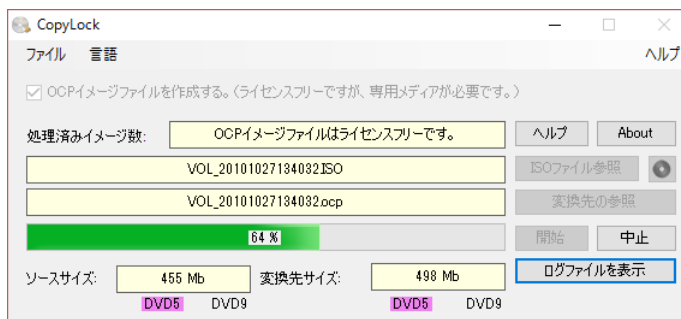 CopyLock
ファイル 言語 ヘルプ
OCPイメージファイルを作成する。(ライセンスフリーですが、専用メディアが必要です。)
処理済みイメージ数: OCPイメージファイルはライセンスフリーです。 ヘルプ About
VOL_20101027134032.ISO ISOファイル参照
VOL_20101027134032.ocp 変換先の参照
64 % 開始 中止
ソースサイズ: 455 Mb 変換先サイズ: 498 Mb ログファイルを表示
DVD5 DVD9 DVD5 DVD9